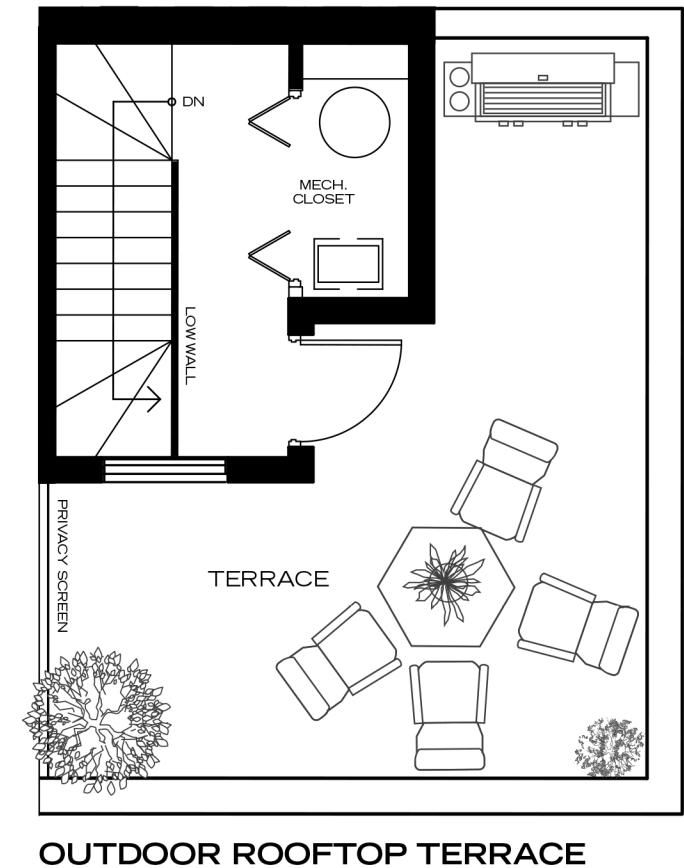 DN
MECH.
CLOSET
LOW WALL
PRIVACY SCREEN
TERRACE
OUTDOOR ROOFTOP TERRACE